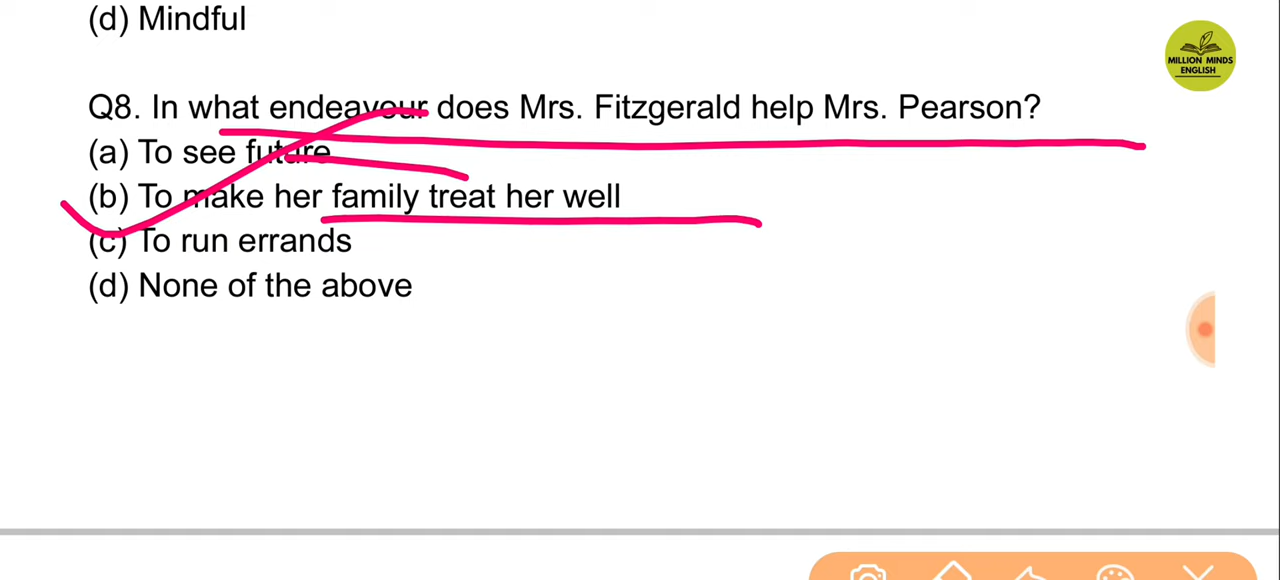 (d) Mindful
MILLION MINDS
ENGLISH
Q8. In what endeavour does Mrs. Fitzgerald help Mrs. Pearson?
(a) To see future
(b) To make her family treat her well
(c) To run errands
(d) None of the above